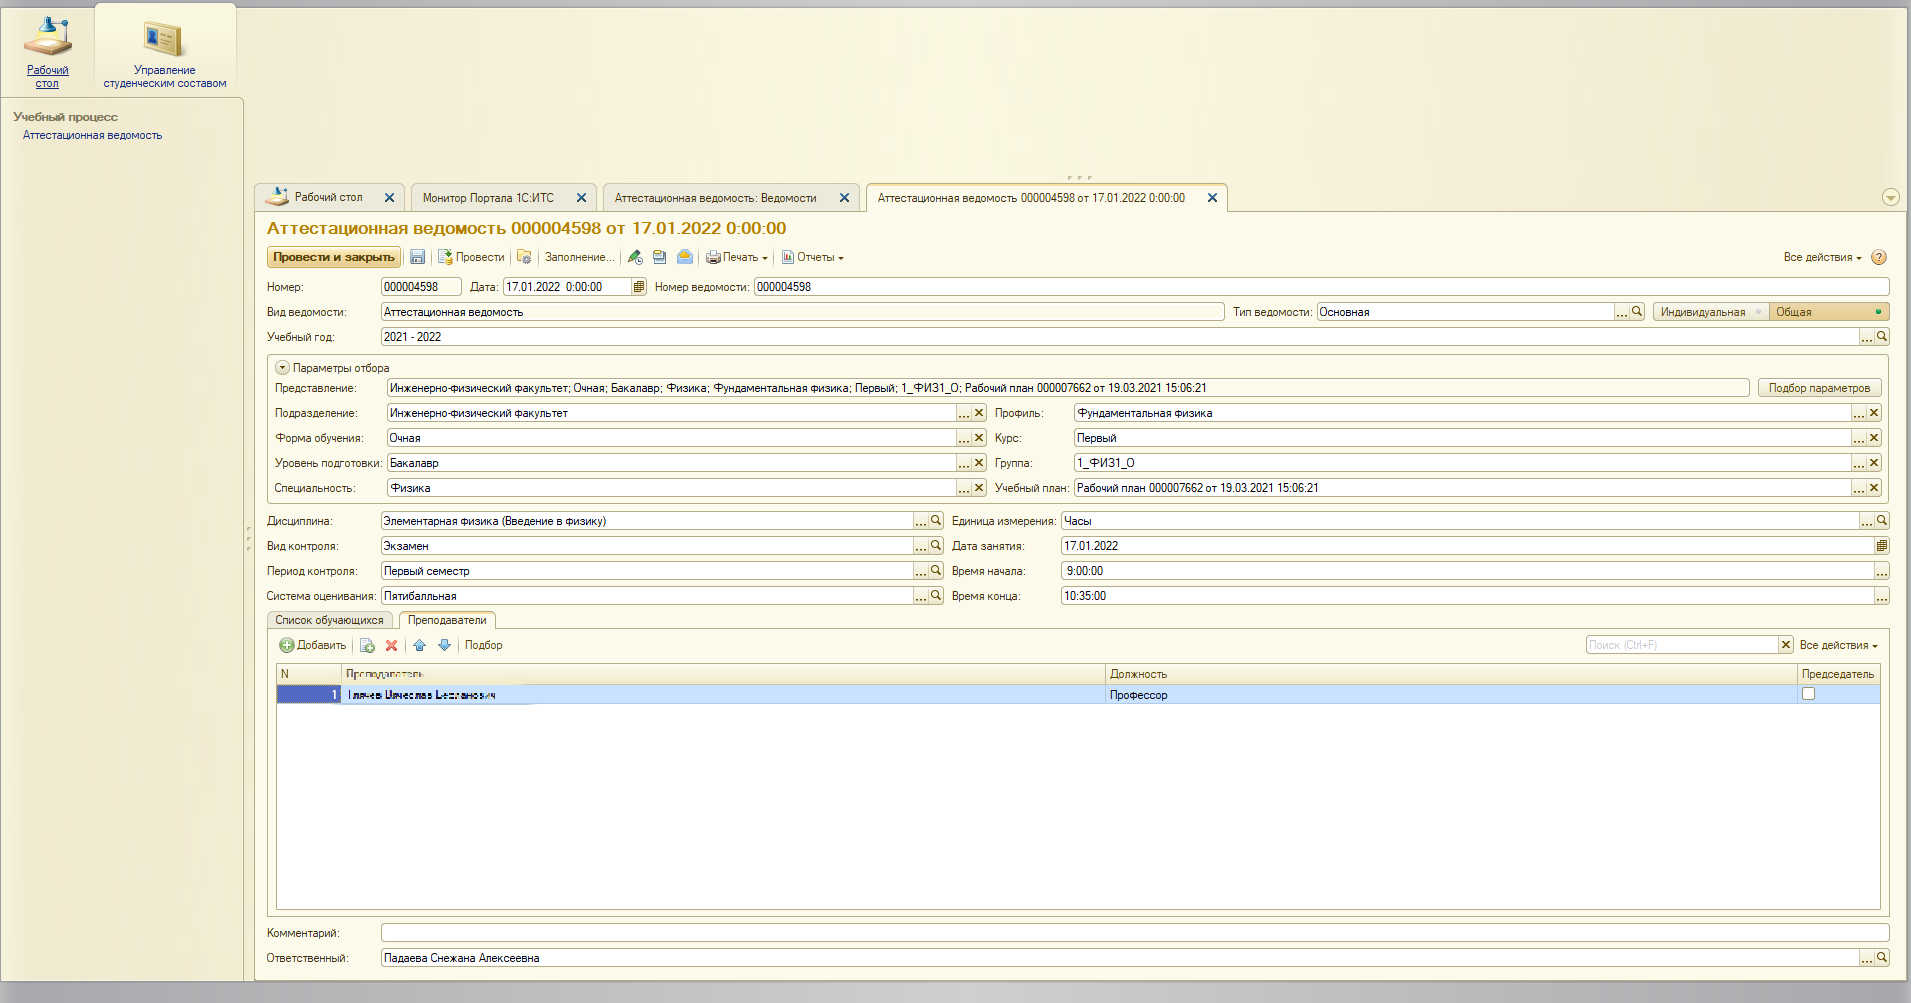 Рабочий стол
Управление студенческим составом
Учебный процесс
Аттестационная ведомость
Рабочий стол
Монитор Портала 1С:ИТС
Аттестационная ведомость: Ведомости
Аттестационная ведомость 000004598 от 17.01.2022 0:00:00
Аттестационная ведомость 000004598 от 17.01.2022 0:00:00
Провести и закрыть Провести Заполнение... Печать Отчеты Все действия
Номер: 000004598 Дата: 17.01.2022 0:00:00 Номер ведомости: 000004598
Вид ведомости: Аттестационная ведомость Тип ведомости: Основная ... Индивидуальная Общая
Учебный год: 2021 - 2022 ...
Параметры отбора
Представление: Инженерно-физический факультет; Очная; Бакалавр; Физика; Фундаментальная физика; Первый; 1_ФИЗ1_О; Рабочий план 000007662 от 19.03.2021 15:06:21 Подбор параметров
Подразделение: Инженерно-физический факультет ... Профиль: Фундаментальная физика ...
Форма обучения: Очная ... Курс: Первый ...
Уровень подготовки: Бакалавр ... Группа: 1_ФИЗ1_О ...
Специальность: Физика ... Учебный план: Рабочий план 000007662 от 19.03.2021 15:06:21 ...
Дисциплина: Элементарная физика (Введение в физику) ... Единица измерения: Часы ...
Вид контроля: Экзамен ... Дата занятия: 17.01.2022
Период контроля: Первый семестр ... Время начала: 9:00:00 ...
Система оценивания: Пятибалльная ... Время конца: 10:35:00 ...
Список обучающихся Преподаватели
Добавить Подбор Поиск (Ctrl+F) Все действия
N Преподаватель Должность Председатель
1 Профессор
Комментарий:
Ответственный: Падаева Снежана Алексеевна ...